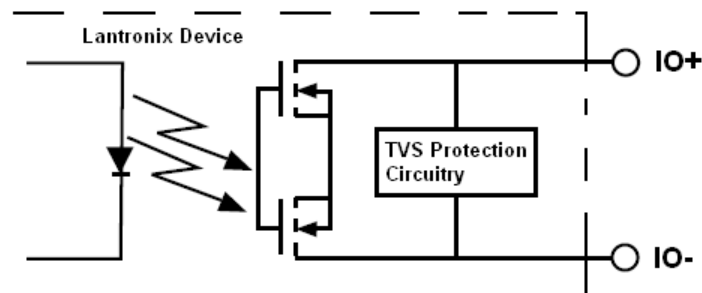 Lantronix Device
IO+
TVS Protection
Circuitry
IO-